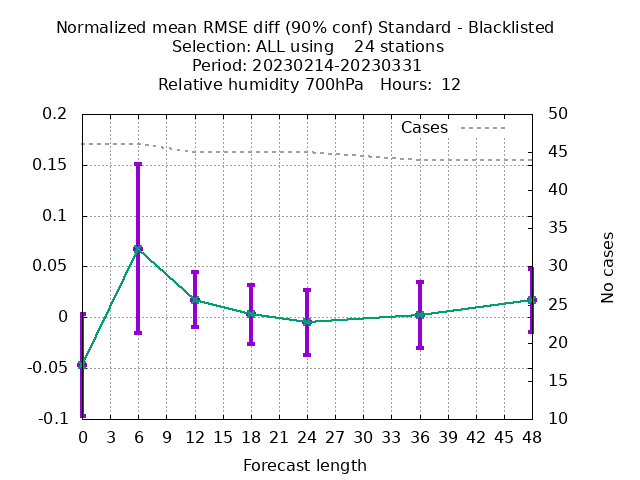 Normalized mean RMSE diff (90% conf) Standard - Blacklisted
Selection: ALL using    24 stations
Period: 20230214-20230331
Relative humidity 700hPa   Hours:  12
Cases
0.2
0.15
0.1
0.05
0
-0.05
-0.1
50
45
40
35
30
25
20
15
10
No cases
0 3 6 9 12 15 18 21 24 27 30 33 36 39 42 45 48
Forecast length